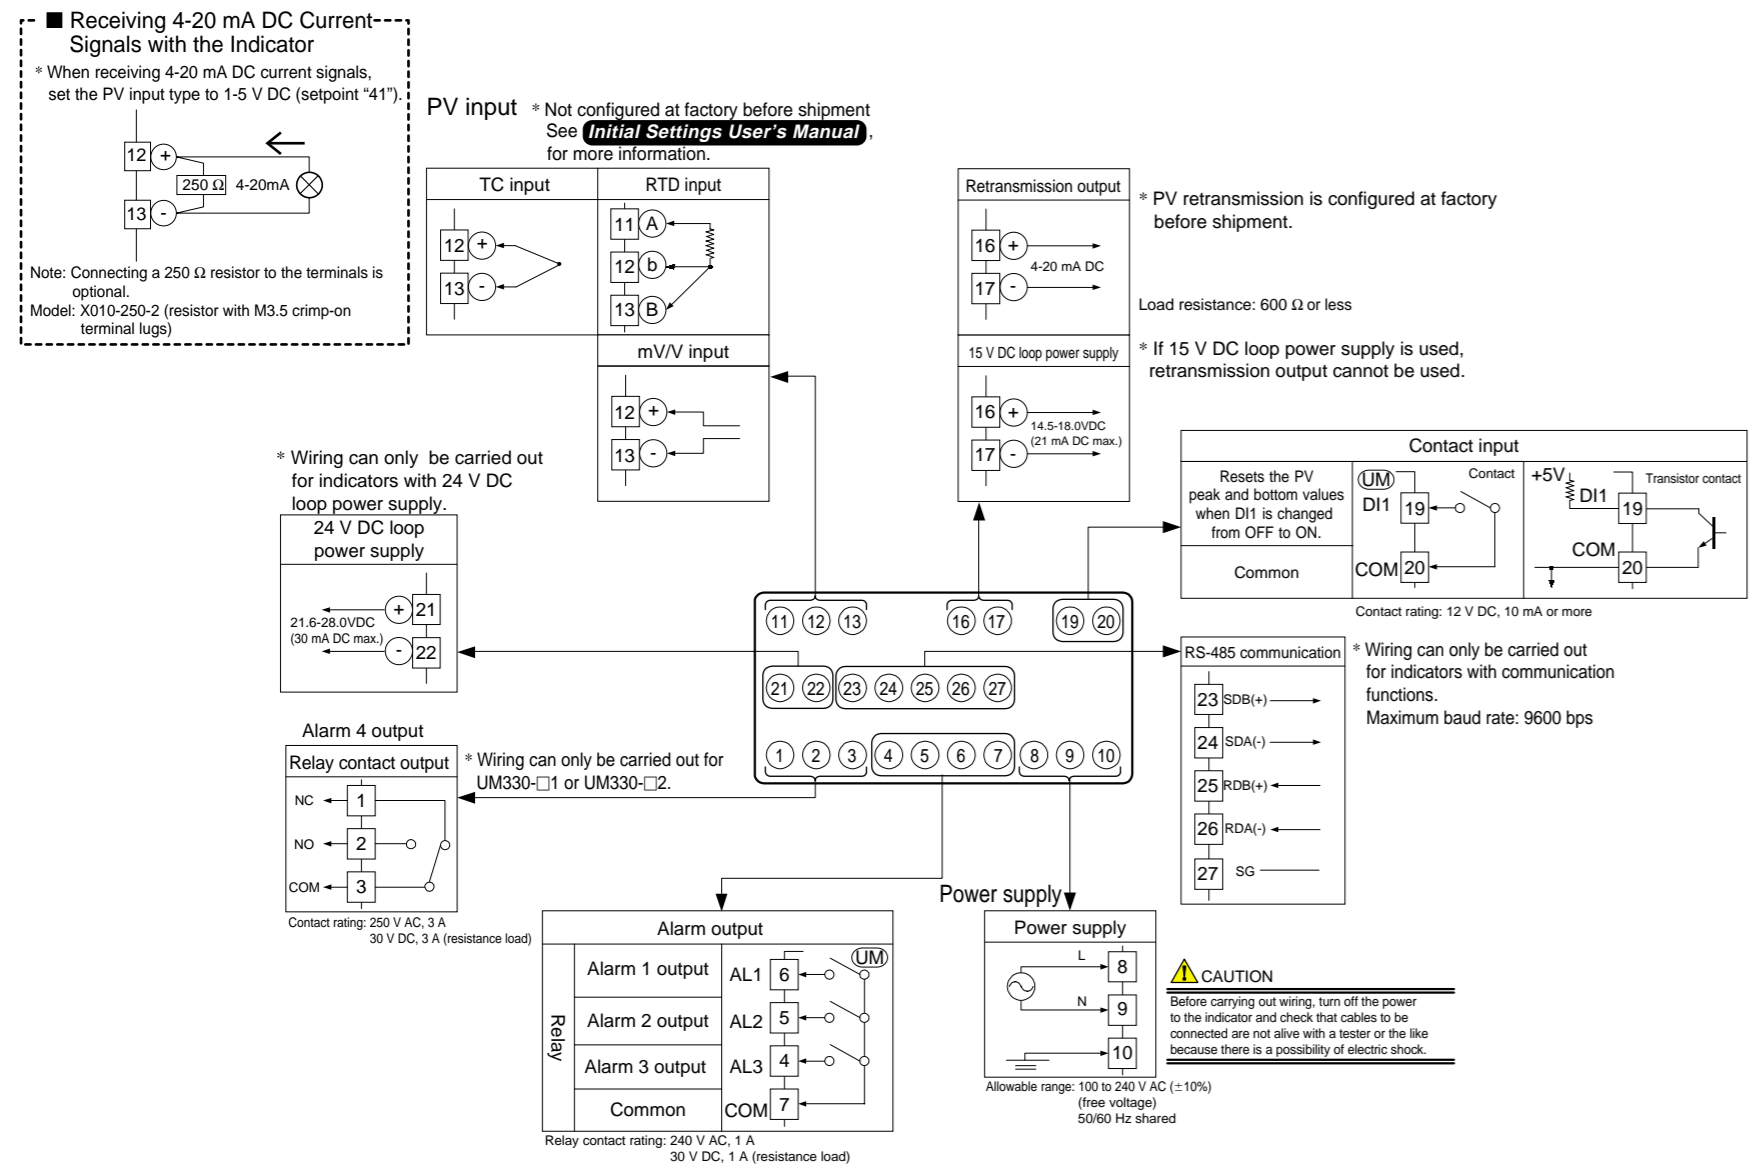 ■ Receiving 4-20 mA DC Current
Signals with the Indicator
* When receiving 4-20 mA DC current signals,
set the PV input type to 1-5 V DC (setpoint “41”).
12 +
250 Ω 4-20mA
13 -
Note: Connecting a 250 Ω resistor to the terminals is
optional.
Model: X010-250-2 (resistor with M3.5 crimp-on
terminal lugs)
PV input
* Not configured at factory before shipment
See Initial Settings User's Manual,
for more information.
TC input
12 +
13 -
RTD input
11 A
12 b
13 B
mV/V input
12 +
13 -
Retransmission output
16 +
4-20 mA DC
17 -
* PV retransmission is configured at factory
before shipment.
Load resistance: 600 Ω or less
15 V DC loop power supply
16 +
14.5-18.0VDC
(21 mA DC max.)
17 -
* If 15 V DC loop power supply is used,
retransmission output cannot be used.
Contact input
Resets the PV
peak and bottom values
when DI1 is changed
from OFF to ON.
Common
UM
Contact
DI1
19
COM
20
+5V
Transistor contact
DI1
19
COM
20
Contact rating: 12 V DC, 10 mA or more
* Wiring can only be carried out
for indicators with 24 V DC
loop power supply.
24 V DC loop
power supply
21.6-28.0VDC
(30 mA DC max.)
+ 21
- 22
11 12 13 16 17 19 20
21 22 23 24 25 26 27
1 2 3 4 5 6 7 8 9 10
RS-485 communication
23 SDB(+)
24 SDA(-)
25 RDB(+)
26 RDA(-)
27 SG
* Wiring can only be carried out
for indicators with communication
functions.
Maximum baud rate: 9600 bps
Alarm 4 output
Relay contact output
NC 1
NO 2
COM 3
Contact rating: 250 V AC, 3 A
30 V DC, 3 A (resistance load)
* Wiring can only be carried out for
UM330-□1 or UM330-□2.
Alarm output
Relay
Alarm 1 output
AL1 6
UM
Alarm 2 output
AL2 5
Alarm 3 output
AL3 4
Common
COM 7
Relay contact rating: 240 V AC, 1 A
30 V DC, 1 A (resistance load)
Power supply
Power supply
L 8
N 9
10
Allowable range: 100 to 240 V AC (±10%)
(free voltage)
50/60 Hz shared
CAUTION
Before carrying out wiring, turn off the power
to the indicator and check that cables to be
connected are not alive with a tester or the like
because there is a possibility of electric shock.